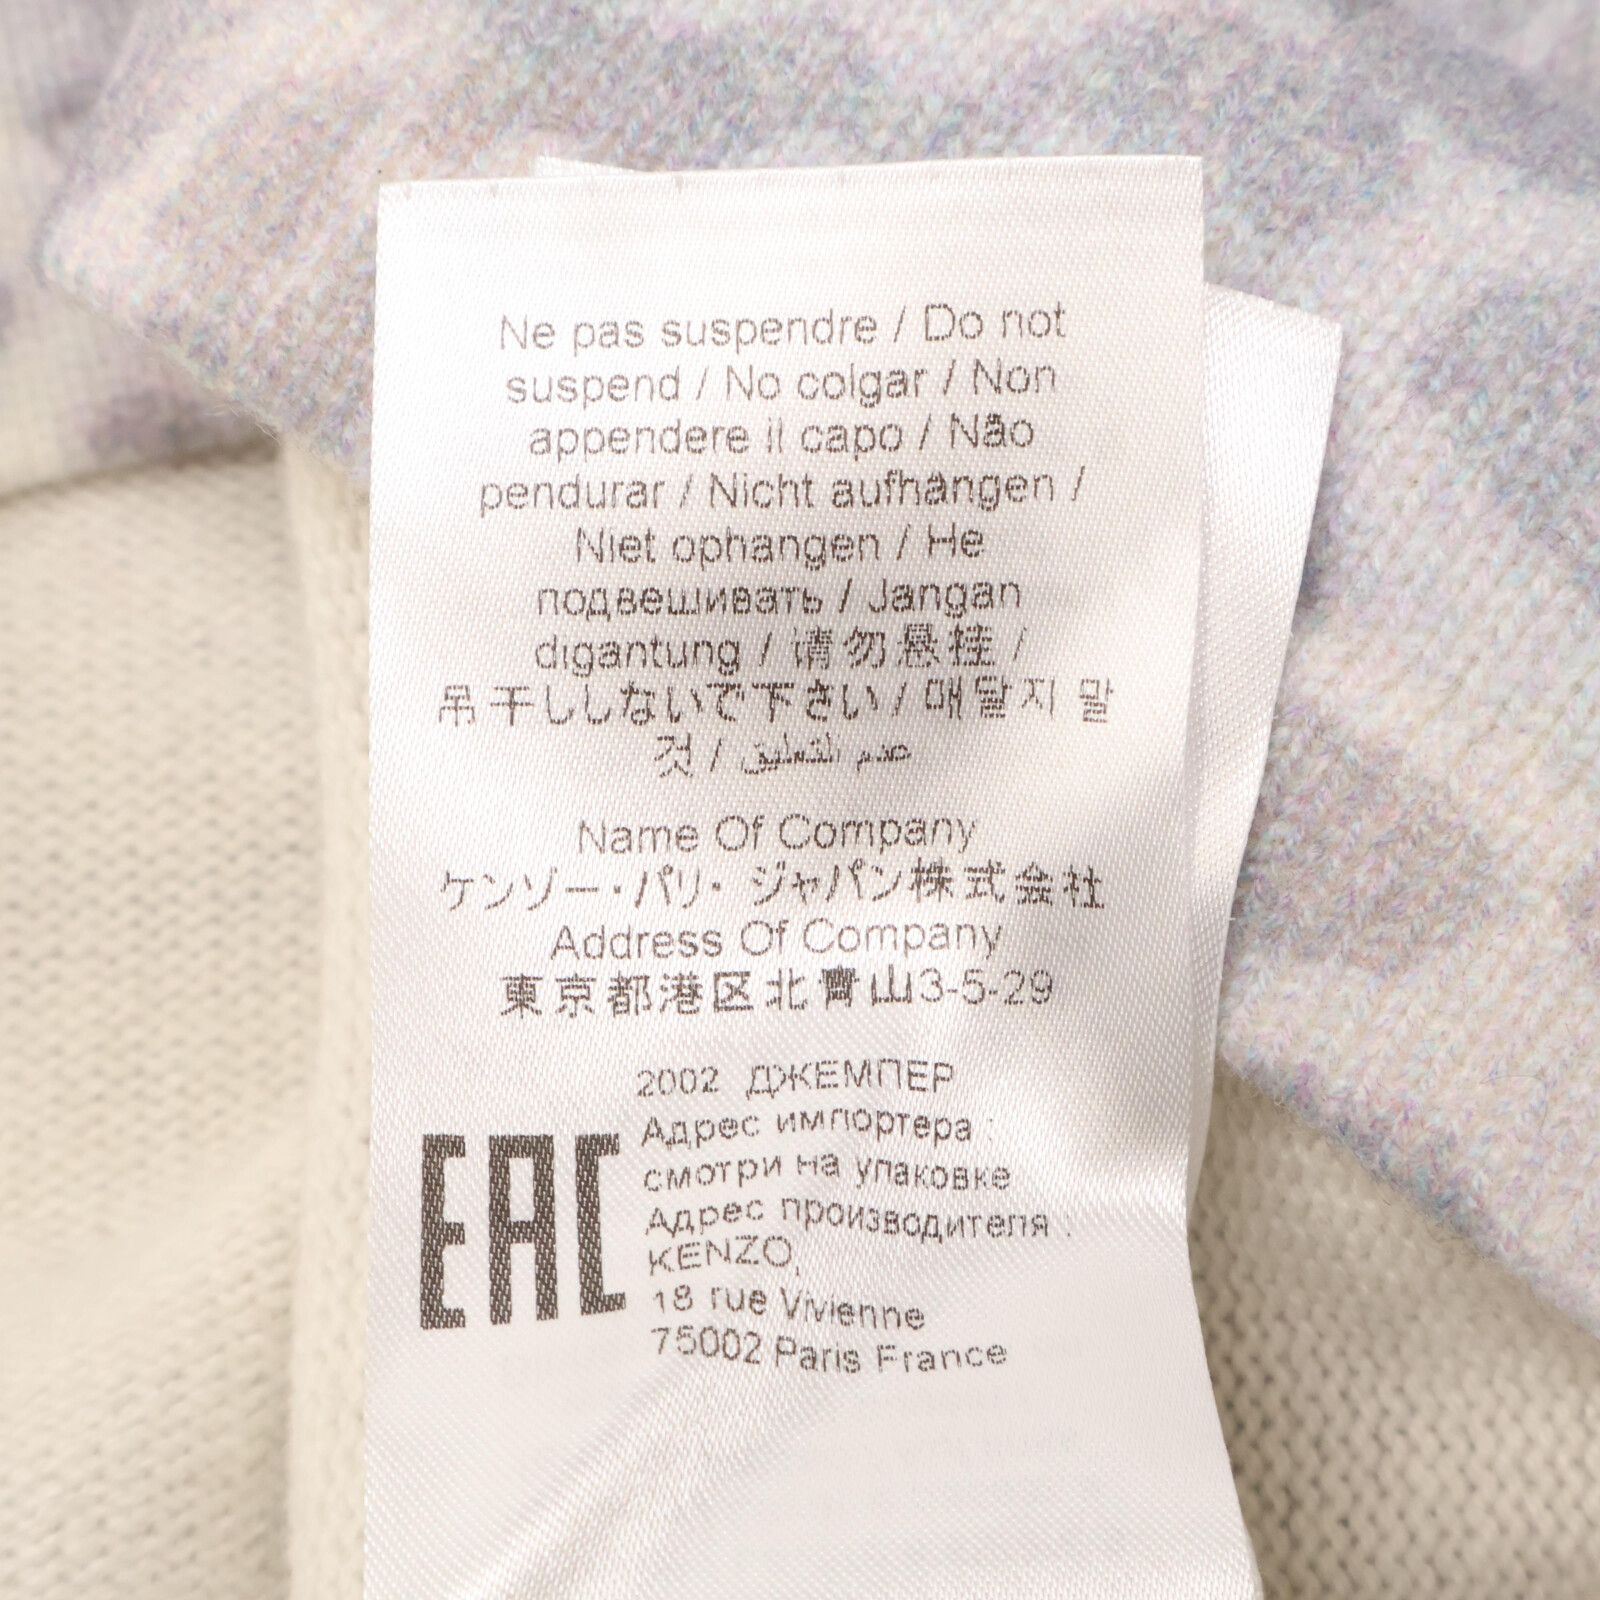 Ne pas suspendre / Do not
suspend / No colgar / Non
appendere il capo / Não
pendurar / Nicht aufhängen /
Niet ophangen / Не
подвешивать / Jangan
digantung / 请勿悬挂 /
吊干ししないで下さい / 매달지 말
것 / عدم التعليق
Name Of Company
ケンゾー・パリ・ジャパン株式会社
Address Of Company
東京都港区北青山3-5-29
2002 ДЖЕМПЕР
Адрес импортера :
смотри на упаковке
Адрес производителя :
KENZO,
18 rue Vivienne
75002 Paris France
EAC